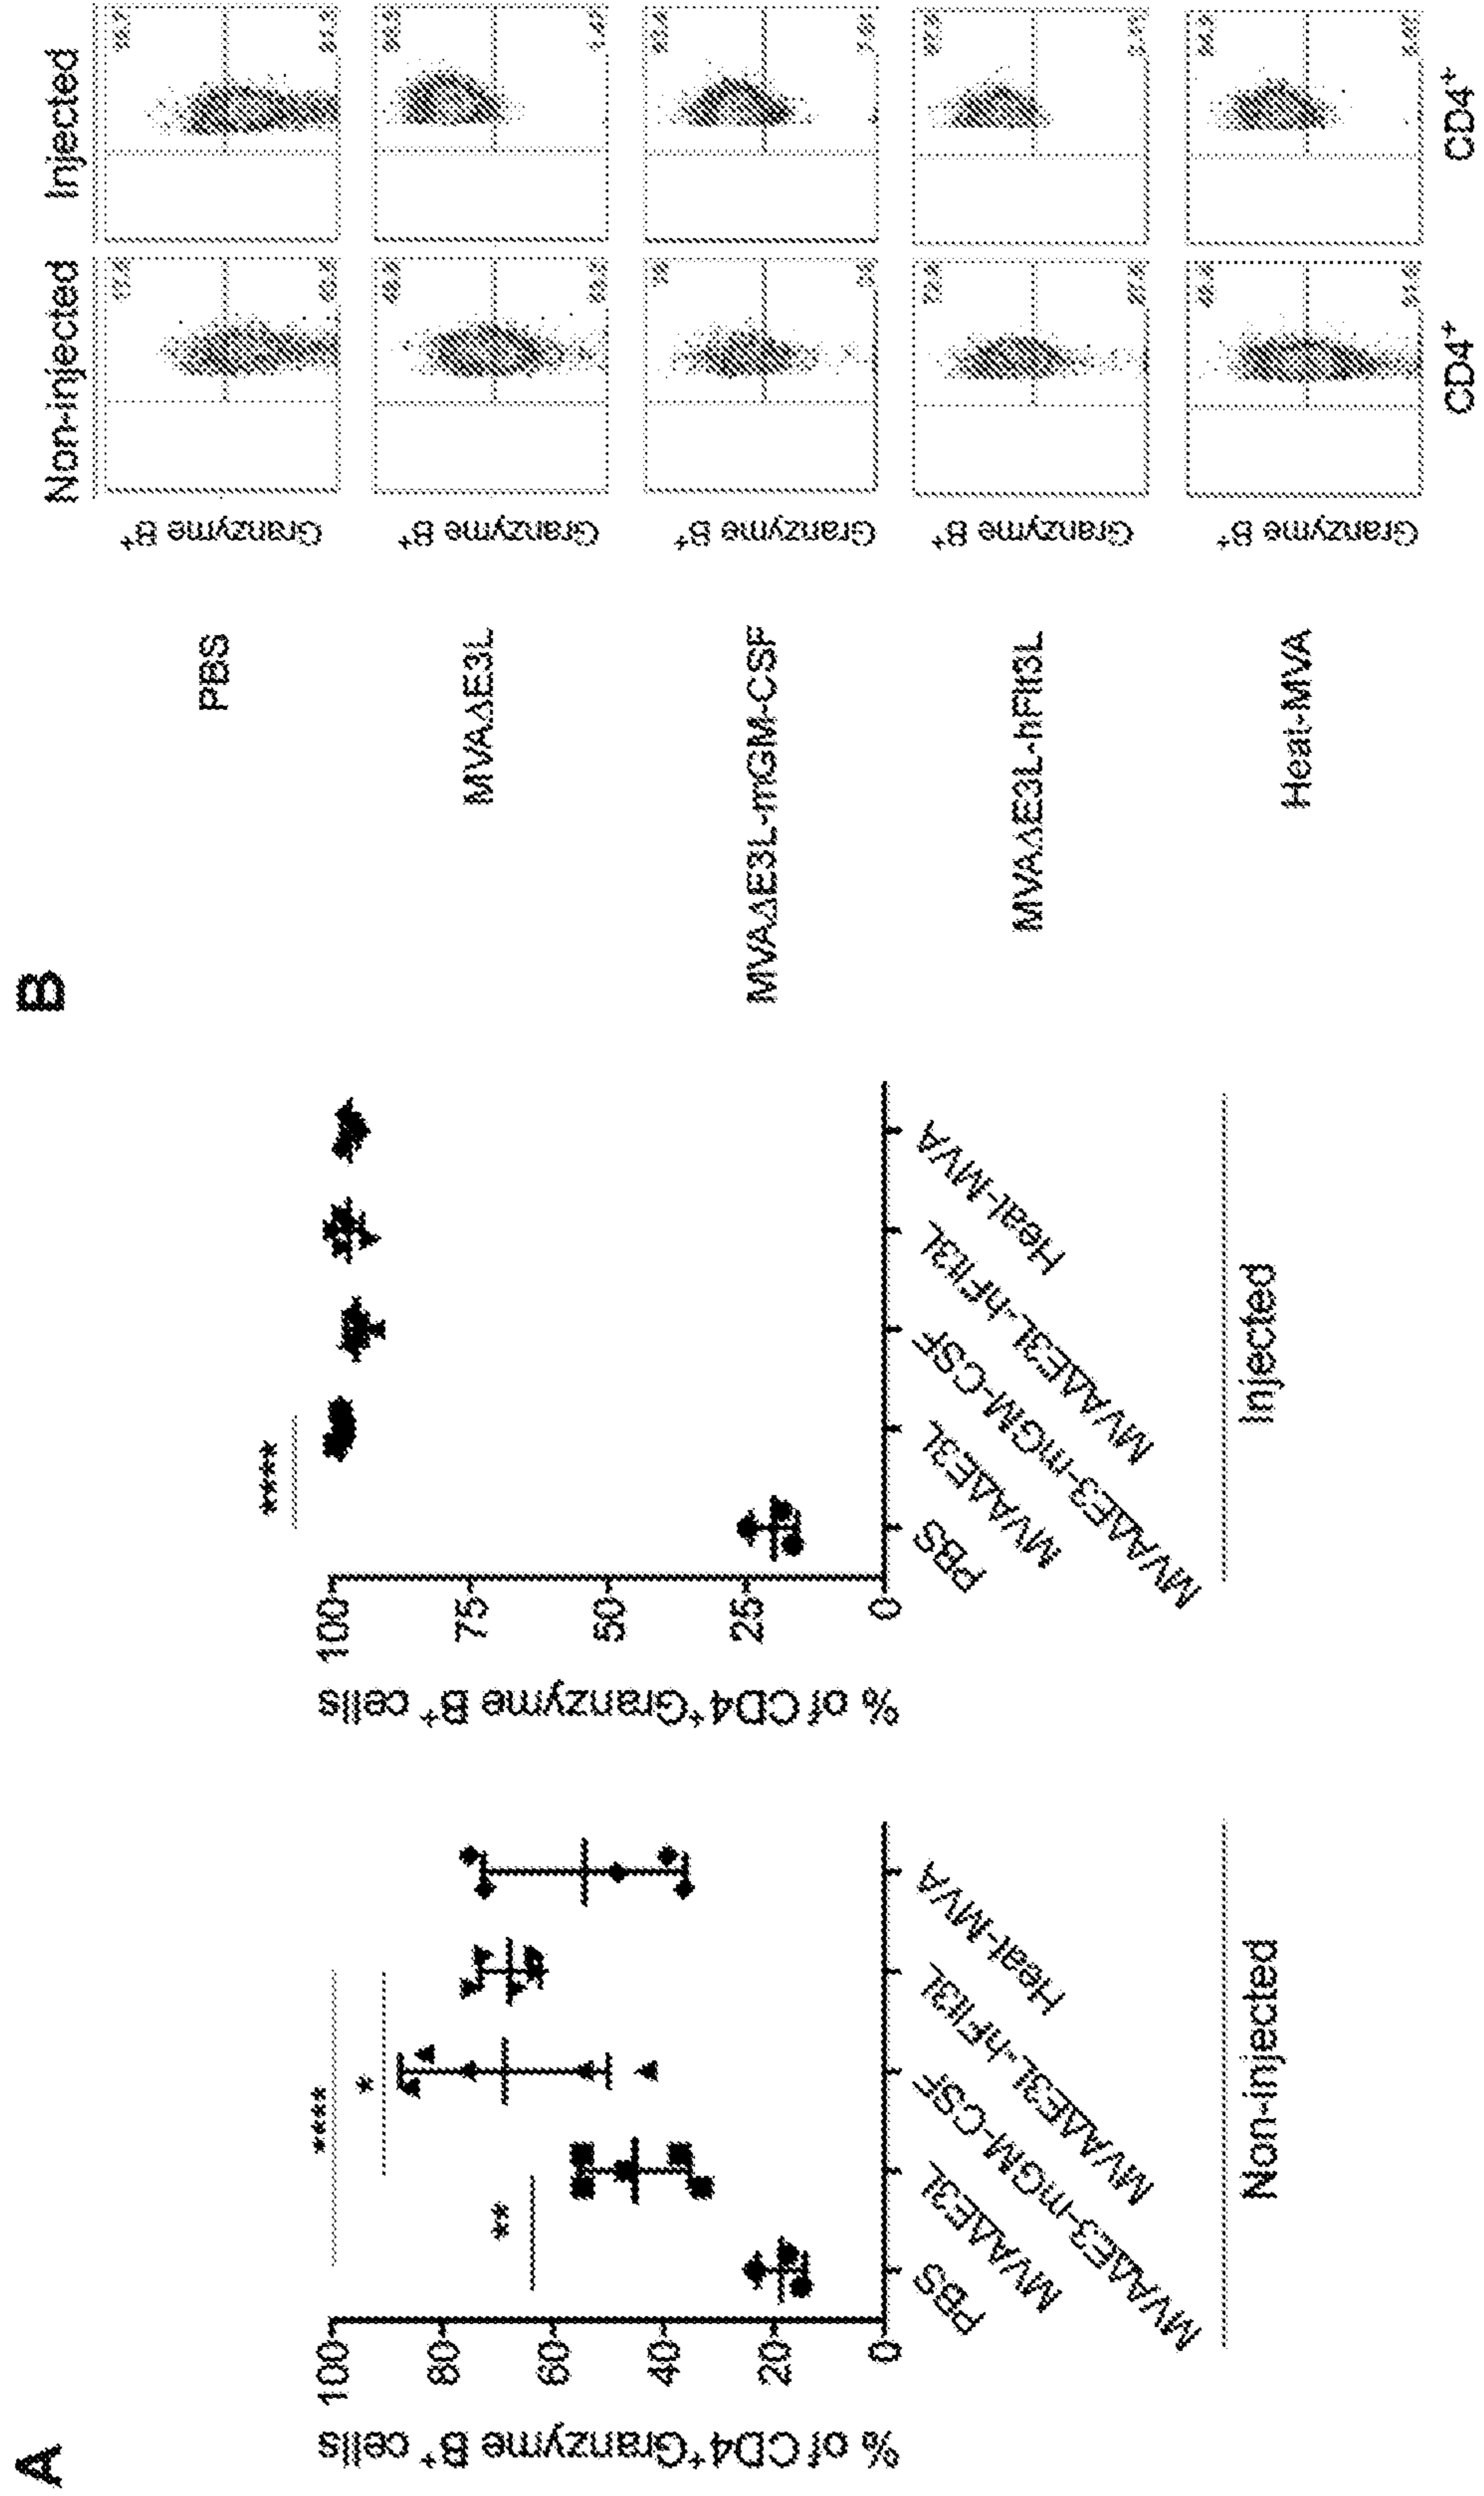 A
% of CD4+Granzyme B+ cells
100
80
60
40
20
0
****
*
**
PBS
MVAΔE3L
MVAΔE3-mGM-CSF
MVAΔE3L-hFlt3L
Heat-MVA
Non-injected
% of CD4+Granzyme B+ cells
100
75
50
25
0
****
PBS
MVAΔE3L
MVAΔE3-mGM-CSF
MVAΔE3L-hFlt3L
Heat-MVA
Injected
B
Non-injected
Injected
PBS
Granzyme B+
MVAΔE3L
Granzyme B+
MVAΔE3L-mGM-CSF
Granzyme B+
MVAΔE3L-hFlt3L
Granzyme B+
Heat-MVA
Granzyme B+
CD4+
CD4+